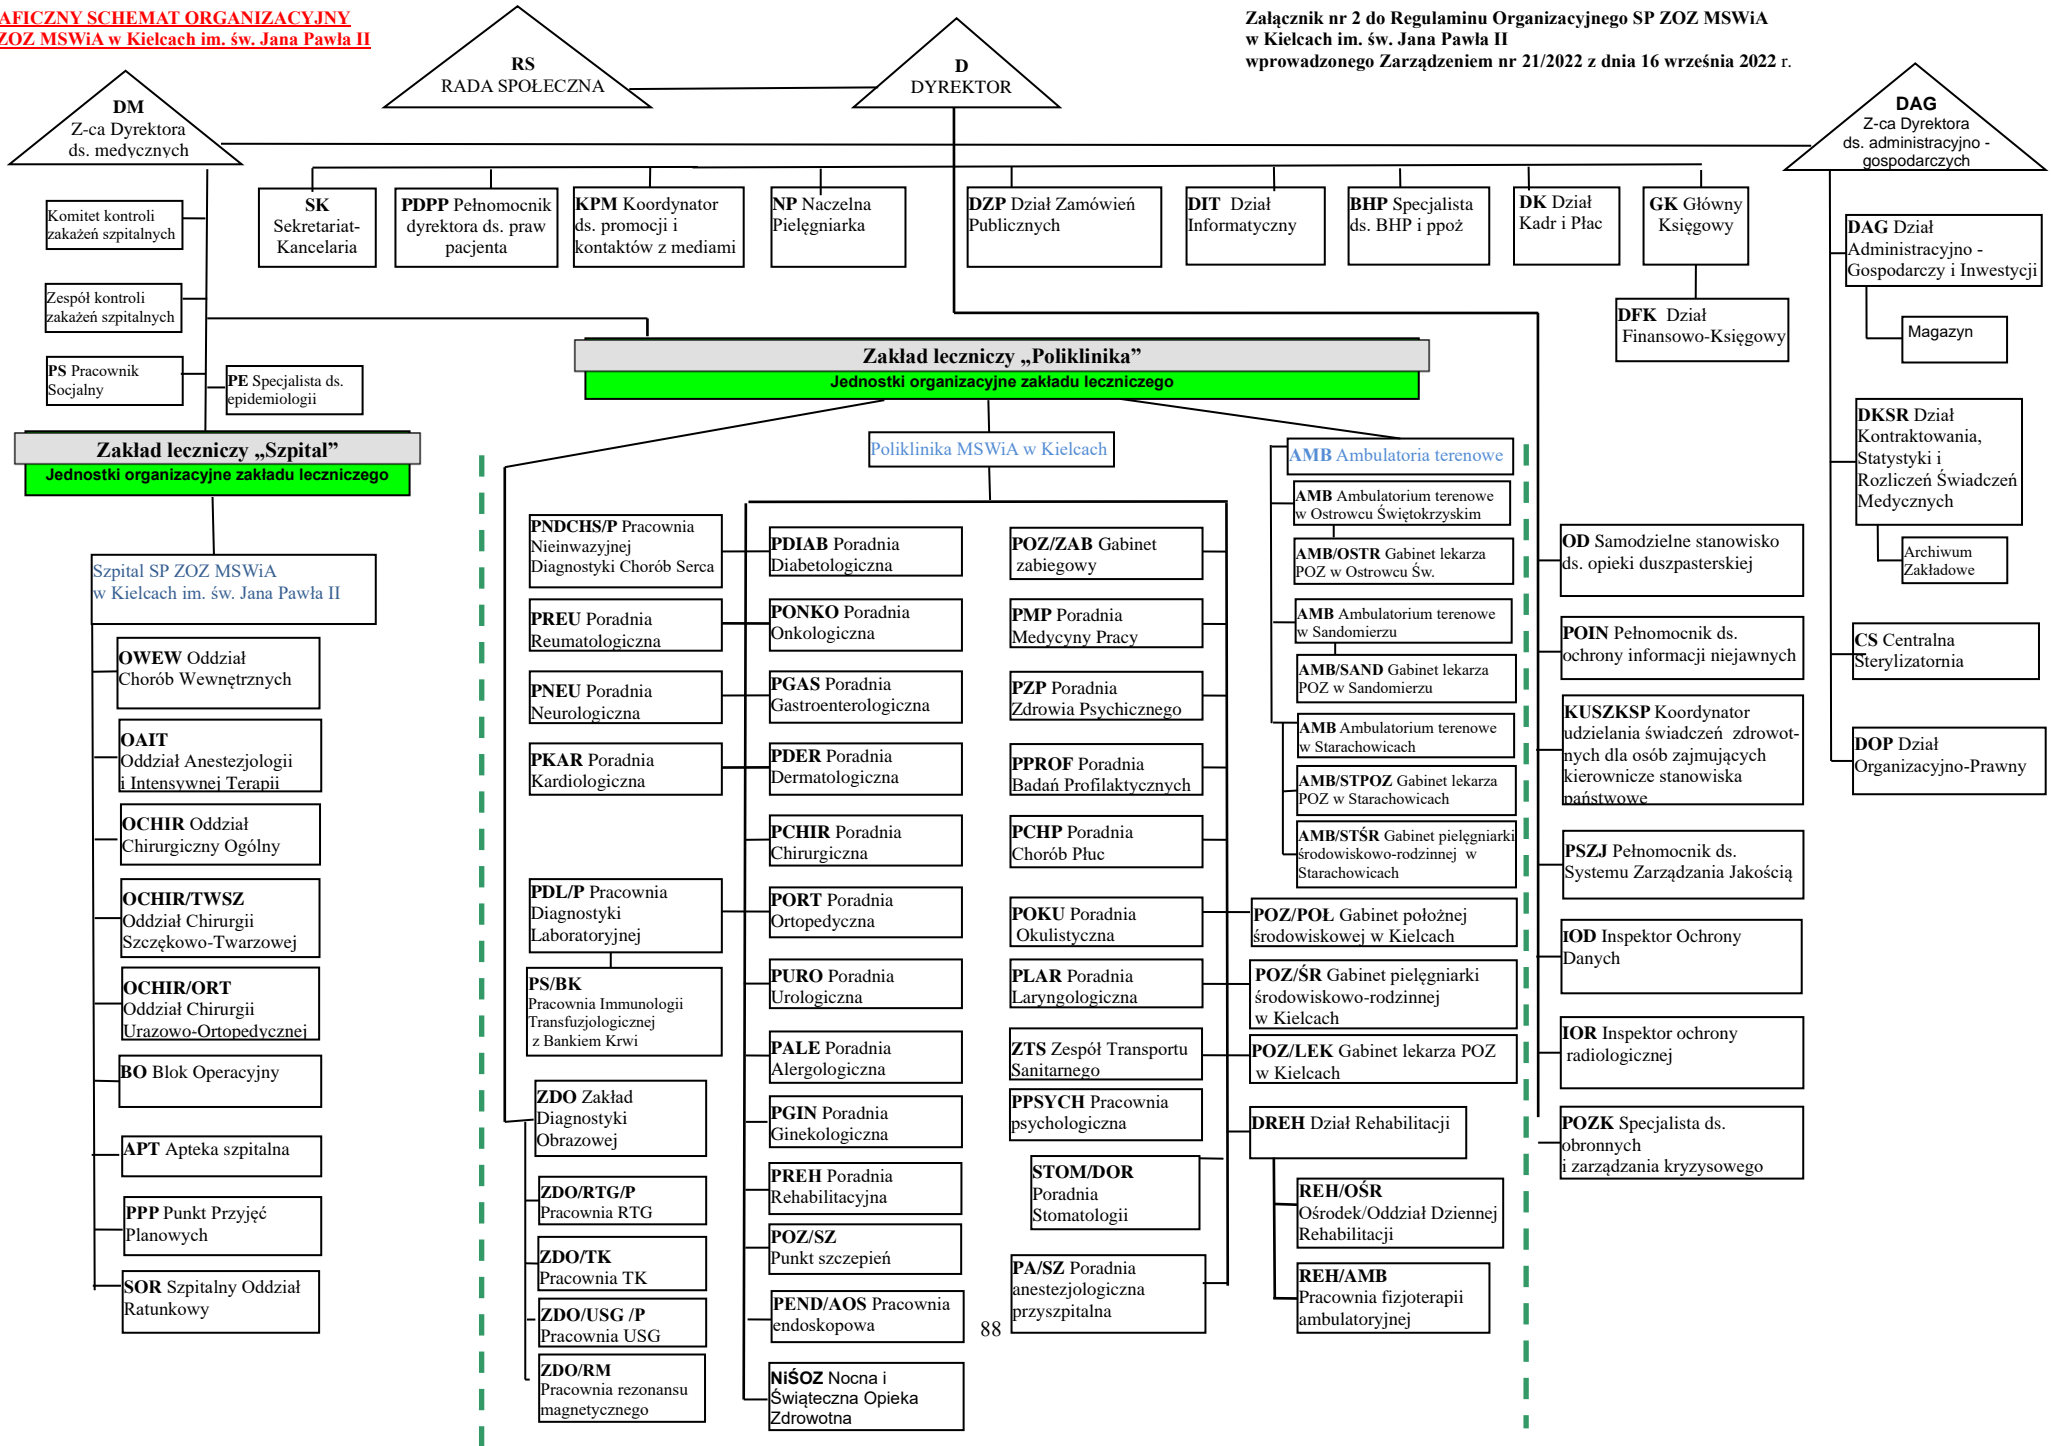 AFICZNY SCHEMAT ORGANIZACYJNY
ZOZ MSWiA w Kielcach im. św. Jana Pawła II
Załącznik nr 2 do Regulaminu Organizacyjnego SP ZOZ MSWiA
w Kielcach im. św. Jana Pawła II
wprowadzonego Zarządzeniem nr 21/2022 z dnia 16 września 2022 r.
RS
RADA SPOŁECZNA
D
DYREKTOR
DM
Z-ca Dyrektora
ds. medycznych
DAG
Z-ca Dyrektora
ds. administracyjno -
gospodarczych
SK
Sekretariat-
Kancelaria
PDPP Pełnomocnik
dyrektora ds. praw
pacjenta
KPM Koordynator
ds. promocji i
kontaktów z mediami
NP Naczelna
Pielęgniarka
DZP Dział Zamówień
Publicznych
DIT Dział
Informatyczny
BHP Specjalista
ds. BHP i ppoż
DK Dział
Kadr i Płac
GK Główny
Księgowy
DFK Dział
Finansowo-Księgowy
Komitet kontroli
zakażeń szpitalnych
Zespół kontroli
zakażeń szpitalnych
PS Pracownik
Socjalny
PE Specjalista ds.
epidemiologii
DAG Dział
Administracyjno -
Gospodarczy i Inwestycji
Magazyn
DKSR Dział
Kontraktowania,
Statystyki i
Rozliczeń Świadczeń
Medycznych
Archiwum
Zakładowe
CS Centralna
Sterylizatornia
DOP Dział
Organizacyjno-Prawny
Zakład leczniczy „Szpital”
Jednostki organizacyjne zakładu leczniczego
Szpital SP ZOZ MSWiA
w Kielcach im. św. Jana Pawła II
OWEW Oddział
Chorób Wewnętrznych
OAIT
Oddział Anestezjologii
i Intensywnej Terapii
OCHIR Oddział
Chirurgiczny Ogólny
OCHIR/TWSZ
Oddział Chirurgii
Szczękowo-Twarzowej
OCHIR/ORT
Oddział Chirurgii
Urazowo-Ortopedycznej
BO Blok Operacyjny
APT Apteka szpitalna
PPP Punkt Przyjęć
Planowych
SOR Szpitalny Oddział
Ratunkowy
Zakład leczniczy „Poliklinika”
Jednostki organizacyjne zakładu leczniczego
Poliklinika MSWiA w Kielcach
PNDCHS/P Pracownia
Nieinwazyjnej
Diagnostyki Chorób Serca
PREU Poradnia
Reumatologiczna
PNEU Poradnia
Neurologiczna
PKAR Poradnia
Kardiologiczna
PDL/P Pracownia
Diagnostyki
Laboratoryjnej
PS/BK
Pracownia Immunologii
Transfuzjologicznej
z Bankiem Krwi
ZDO Zakład
Diagnostyki
Obrazowej
ZDO/RTG/P
Pracownia RTG
ZDO/TK
Pracownia TK
ZDO/USG /P
Pracownia USG
ZDO/RM
Pracownia rezonansu
magnetycznego
PDIAB Poradnia
Diabetologiczna
PONKO Poradnia
Onkologiczna
PGAS Poradnia
Gastroenterologiczna
PDER Poradnia
Dermatologiczna
PCHIR Poradnia
Chirurgiczna
PORT Poradnia
Ortopedyczna
PURO Poradnia
Urologiczna
PALE Poradnia
Alergologiczna
PGIN Poradnia
Ginekologiczna
PREH Poradnia
Rehabilitacyjna
POZ/SZ
Punkt szczepień
PEND/AOS Pracownia
endoskopowa
NiŚOZ Nocna i
Świąteczna Opieka
Zdrowotna
POZ/ZAB Gabinet
zabiegowy
PMP Poradnia
Medycyny Pracy
PZP Poradnia
Zdrowia Psychicznego
PPROF Poradnia
Badań Profilaktycznych
PCHP Poradnia
Chorób Płuc
POKU Poradnia
Okulistyczna
PLAR Poradnia
Laryngologiczna
ZTS Zespół Transportu
Sanitarnego
PPSYCH Pracownia
psychologiczna
STOM/DOR
Poradnia
Stomatologii
PA/SZ Poradnia
anestezjologiczna
przyszpitalna
88
AMB Ambulatoria terenowe
AMB Ambulatorium terenowe
w Ostrowcu Świętokrzyskim
AMB/OSTR Gabinet lekarza
POZ w Ostrowcu Św.
AMB Ambulatorium terenowe
w Sandomierzu
AMB/SAND Gabinet lekarza
POZ w Sandomierzu
AMB Ambulatorium terenowe
w Starachowicach
AMB/STPOZ Gabinet lekarza
POZ w Starachowicach
AMB/STŚR Gabinet pielęgniarki
środowiskowo-rodzinnej w
Starachowicach
POZ/POŁ Gabinet położnej
środowiskowej w Kielcach
POZ/ŚR Gabinet pielęgniarki
środowiskowo-rodzinnej
w Kielcach
POZ/LEK Gabinet lekarza POZ
w Kielcach
DREH Dział Rehabilitacji
REH/OŚR
Ośrodek/Oddział Dziennej
Rehabilitacji
REH/AMB
Pracownia fizjoterapii
ambulatoryjnej
OD Samodzielne stanowisko
ds. opieki duszpasterskiej
POIN Pełnomocnik ds.
ochrony informacji niejawnych
KUSZKSP Koordynator
udzielania świadczeń zdrowot-
nych dla osób zajmujących
kierownicze stanowiska
państwowe
PSZJ Pełnomocnik ds.
Systemu Zarządzania Jakością
IOD Inspektor Ochrony
Danych
IOR Inspektor ochrony
radiologicznej
POZK Specjalista ds.
obronnych
i zarządzania kryzysowego